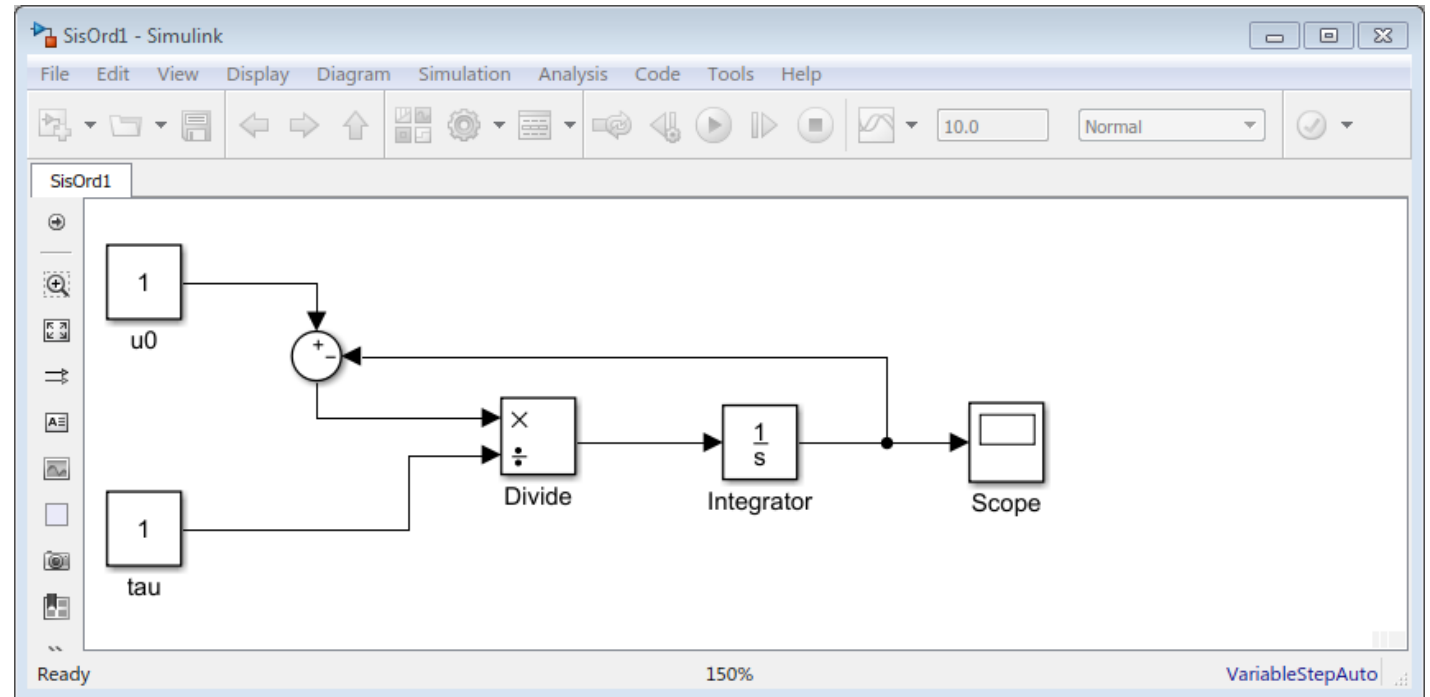 SisOrd1 - Simulink
File Edit View Display Diagram Simulation Analysis Code Tools Help
10.0 Normal
SisOrd1
1
u0
+
−
×
÷
Divide
1
s
Integrator
Scope
1
tau
Ready 150% VariableStepAuto